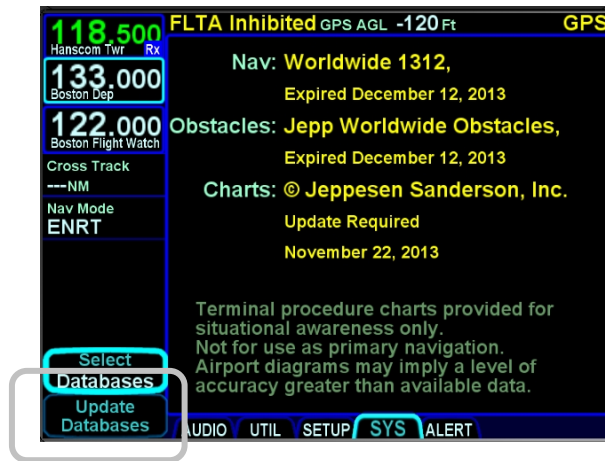 118.500
Hanscom Twr Rx
133.000
Boston Dep
122.000
Boston Flight Watch
Cross Track
---NM
Nav Mode
ENRT
Select
Databases
Update
Databases
FLTA Inhibited GPS AGL -120 Ft GPS
Nav: Worldwide 1312,
Expired December 12, 2013
Obstacles: Jepp Worldwide Obstacles,
Expired December 12, 2013
Charts: © Jeppesen Sanderson, Inc.
Update Required
November 22, 2013
Terminal procedure charts provided for
situational awareness only.
Not for use as primary navigation.
Airport diagrams may imply a level of
accuracy greater than available data.
AUDIO UTIL SETUP SYS ALERT